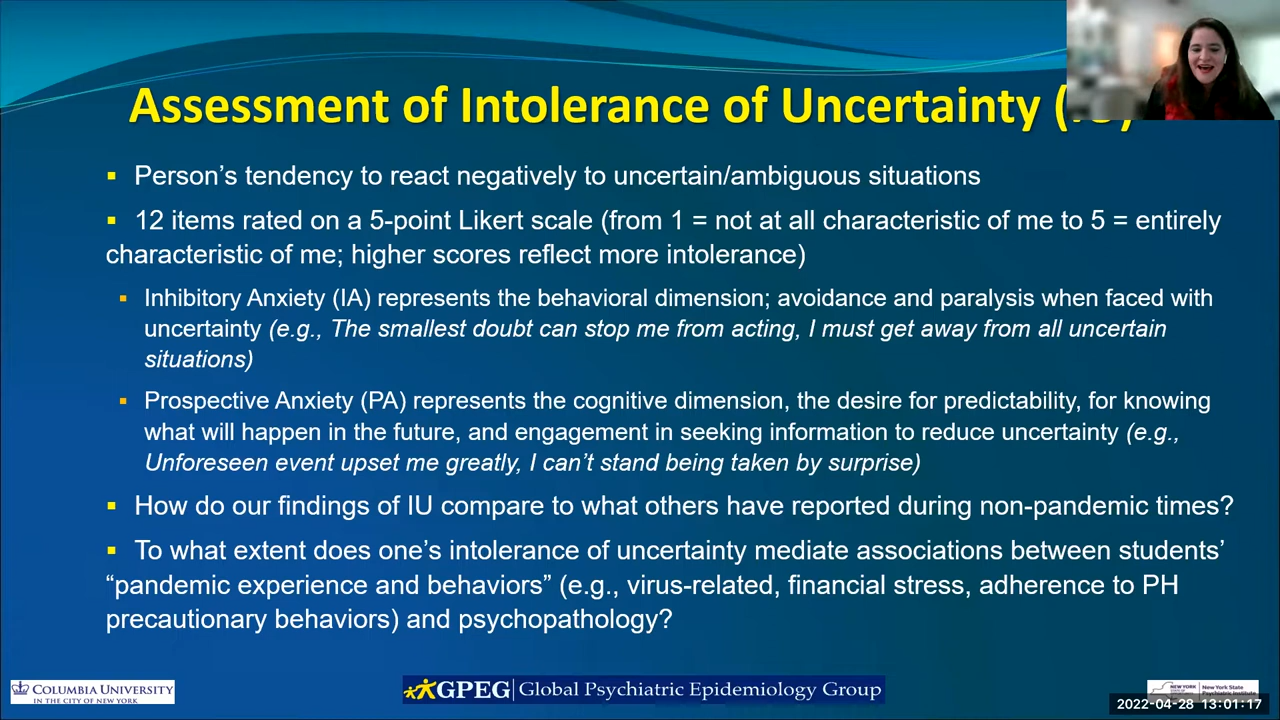 Assessment of Intolerance of Uncertainty (
▪ Person’s tendency to react negatively to uncertain/ambiguous situations
▪ 12 items rated on a 5-point Likert scale (from 1 = not at all characteristic of me to 5 = entirely
characteristic of me; higher scores reflect more intolerance)
▪ Inhibitory Anxiety (IA) represents the behavioral dimension; avoidance and paralysis when faced with
uncertainty (e.g., The smallest doubt can stop me from acting, I must get away from all uncertain
situations)
▪ Prospective Anxiety (PA) represents the cognitive dimension, the desire for predictability, for knowing
what will happen in the future, and engagement in seeking information to reduce uncertainty (e.g.,
Unforeseen event upset me greatly, I can’t stand being taken by surprise)
▪ How do our findings of IU compare to what others have reported during non-pandemic times?
▪ To what extent does one’s intolerance of uncertainty mediate associations between students’
“pandemic experience and behaviors” (e.g., virus-related, financial stress, adherence to PH
precautionary behaviors) and psychopathology?
COLUMBIA UNIVERSITY
IN THE CITY OF NEW YORK
GPEG Global Psychiatric Epidemiology Group
New York State
Psychiatric Institute
2022-04-28 13:01:17